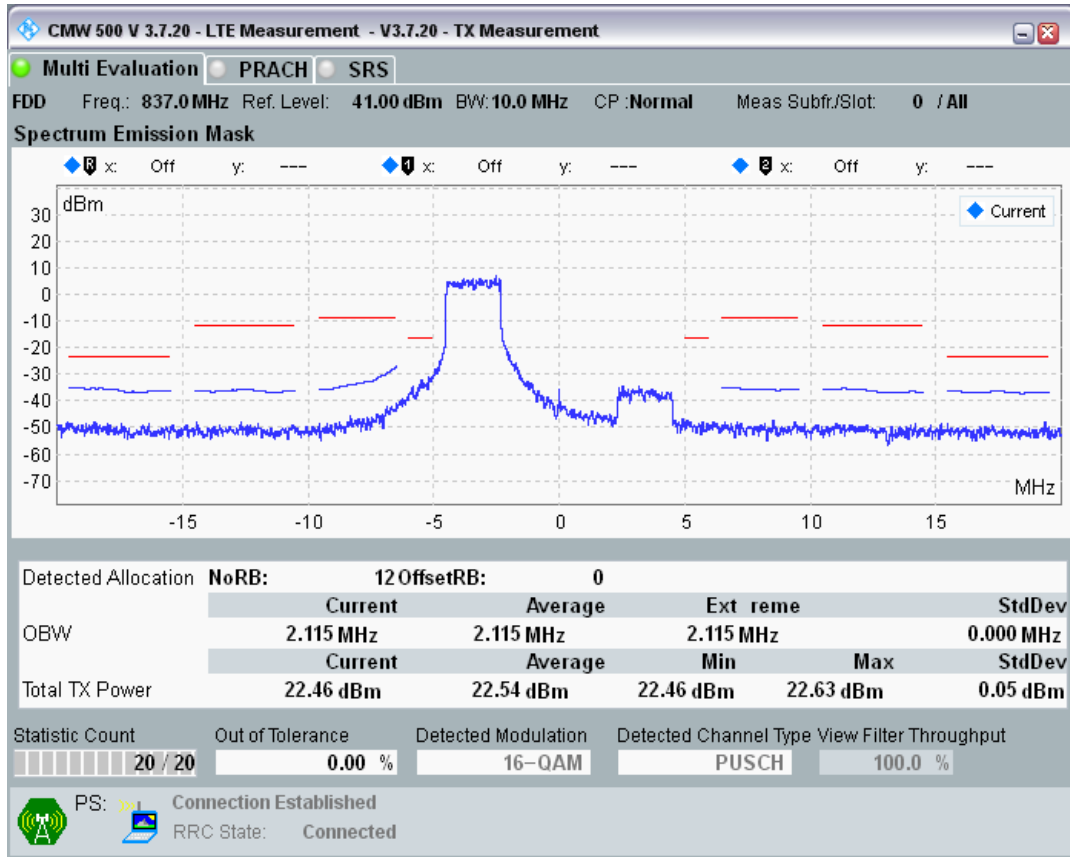 CMW 500 V 3.7.20 - LTE Measurement - V3.7.20 - TX Measurement
Multi Evaluation PRACH SRS
FDD Freq.: 837.0 MHz Ref. Level: 41.00 dBm BW: 10.0 MHz CP :Normal Meas Subfr./Slot: 0 / All
Spectrum Emission Mask
R x: Off y: --- 1 x: Off y: --- 2 x: Off y: ---
dBm
Current
30
20
10
0
-10
-20
-30
-40
-50
-60
-70
MHz
-15 -10 -5 0 5 10 15
Detected Allocation NoRB: 12 OffsetRB: 0
Current Average Ext reme StdDev
OBW 2.115 MHz 2.115 MHz 2.115 MHz 0.000 MHz
Current Average Min Max StdDev
Total TX Power 22.46 dBm 22.54 dBm 22.46 dBm 22.63 dBm 0.05 dBm
Statistic Count Out of Tolerance Detected Modulation Detected Channel Type View Filter Throughput
20 / 20 0.00 % 16-QAM PUSCH 100.0 %
PS: Connection Established
RRC State: Connected